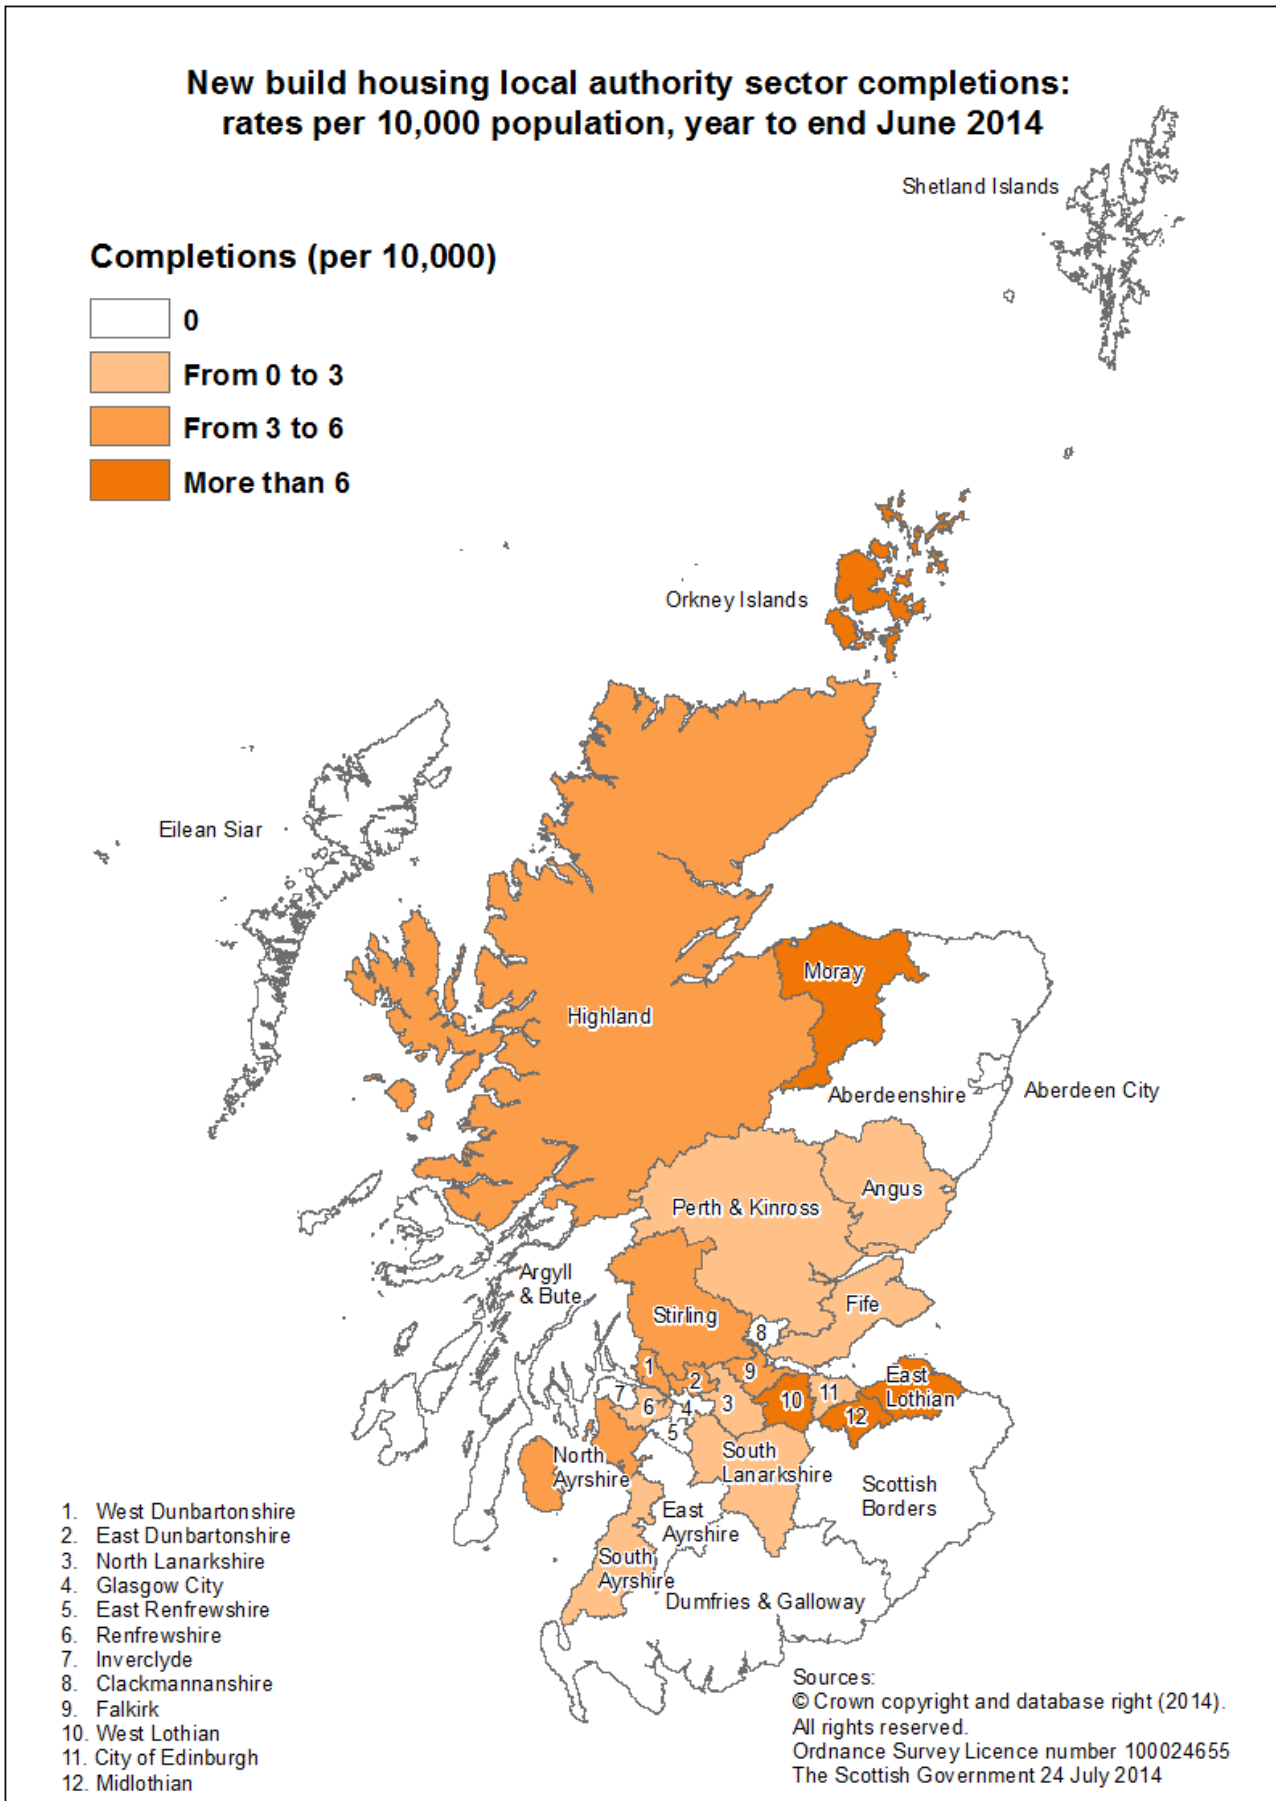 New build housing local authority sector completions:
rates per 10,000 population, year to end June 2014
Shetland Islands
Completions (per 10,000)
0
From 0 to 3
From 3 to 6
More than 6
Orkney Islands
Eilean Siar
Moray
Highland
Aberdeenshire
Aberdeen City
Angus
Perth & Kinross
Argyll
& Bute
Fife
Stirling
8
1
9
East
Lothian
2
7
11
10
3
6
4
12
5
North
Ayrshire
South
Lanarkshire
Scottish
Borders
East
Ayrshire
South
Ayrshire
Dumfries & Galloway
1. West Dunbartonshire
2. East Dunbartonshire
3. North Lanarkshire
4. Glasgow City
5. East Renfrewshire
6. Renfrewshire
7. Inverclyde
8. Clackmannanshire
9. Falkirk
10. West Lothian
11. City of Edinburgh
12. Midlothian
Sources:
© Crown copyright and database right (2014).
All rights reserved.
Ordnance Survey Licence number 100024655
The Scottish Government 24 July 2014